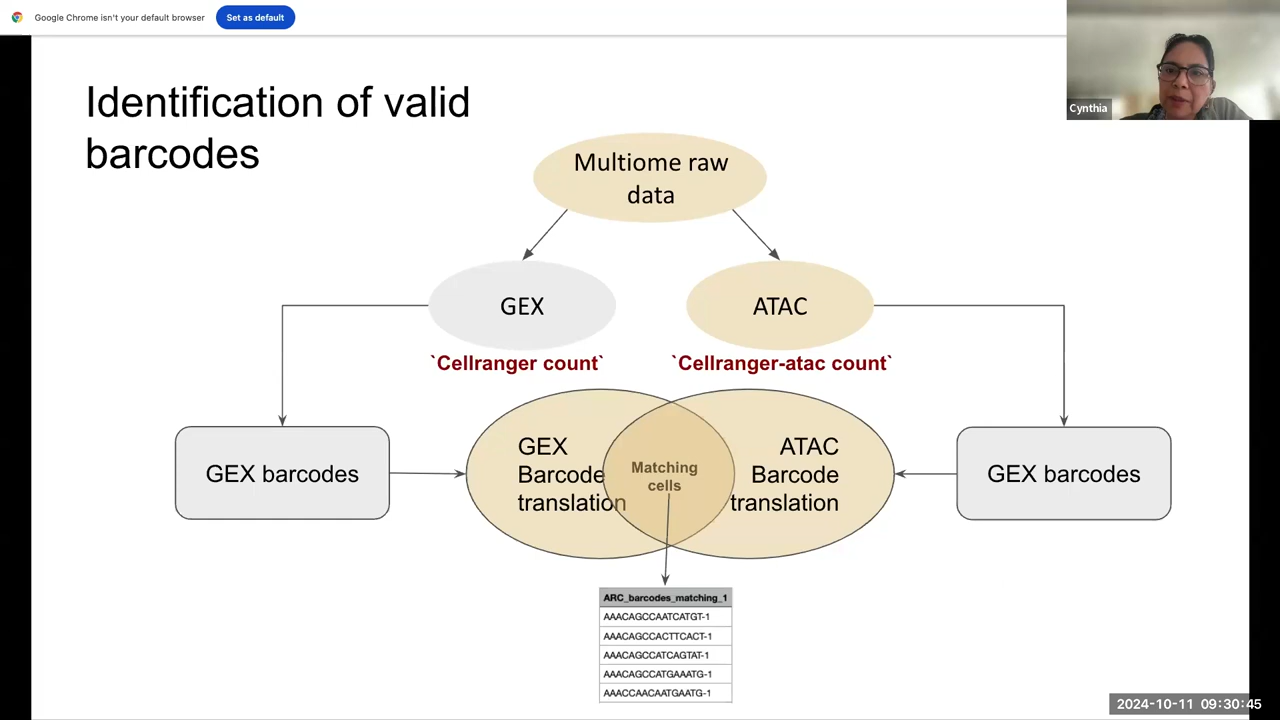 Google Chrome isn't your default browser
Set as default
Cynthia
Identification of valid
barcodes
Multiome raw
data
GEX
ATAC
`Cellranger count`
`Cellranger-atac count`
GEX barcodes
GEX
Barcode
translation
Matching
cells
ATAC
Barcode
translation
GEX barcodes
ARC_barcodes_matching_1
AAACAGCCAATCATGT-1
AAACAGCCACTTCACT-1
AAACAGCCATCAGTAT-1
AAACAGCCATGAAATG-1
AAACCAACAATGAATG-1
2024-10-11 09:30:45